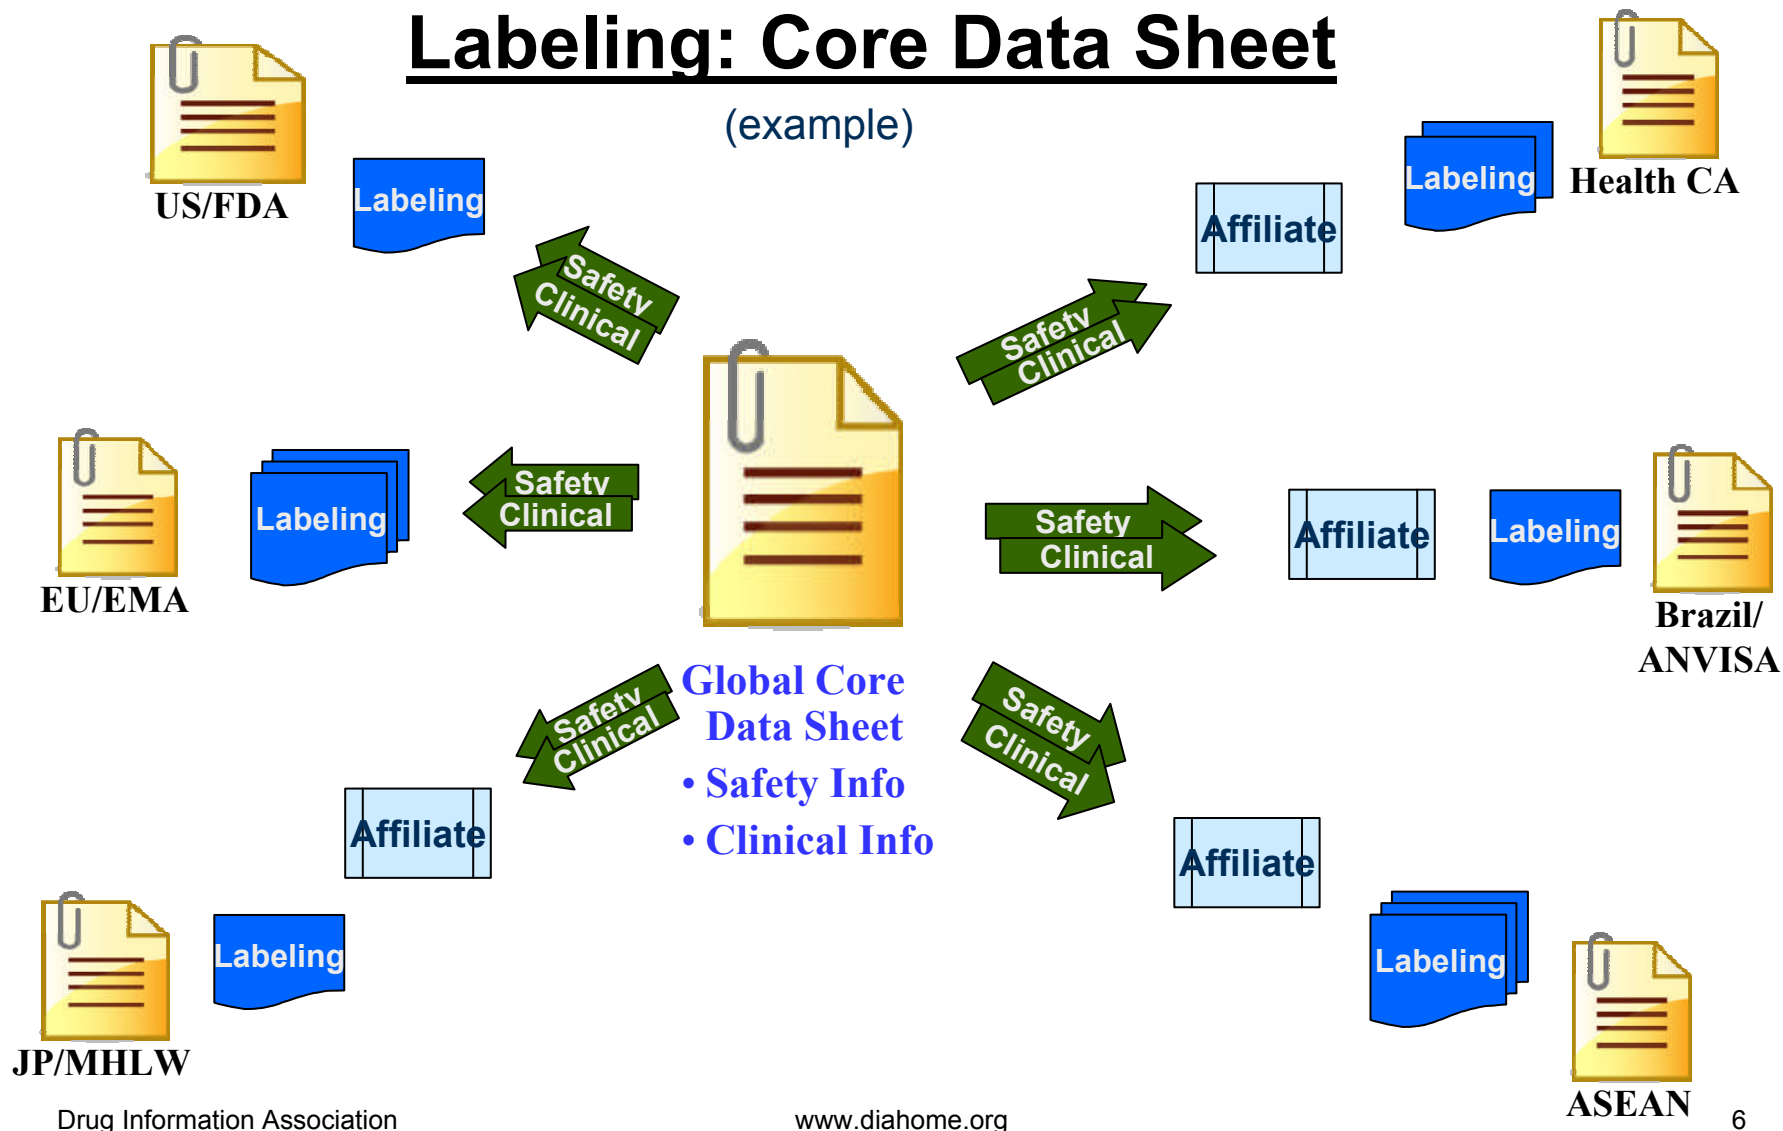 Labeling: Core Data Sheet
(example)
US/FDA
Labeling
Safety
Clinical
Health CA
Labeling
Affiliate
Safety
Clinical
EU/EMA
Labeling
Safety
Clinical
Safety
Clinical
Affiliate
Labeling
Brazil/
ANVISA
Global Core
Data Sheet
• Safety Info
• Clinical Info
Safety
Clinical
Affiliate
Labeling
JP/MHLW
Safety
Clinical
Affiliate
Labeling
ASEAN
Drug Information Association
www.diahome.org
6